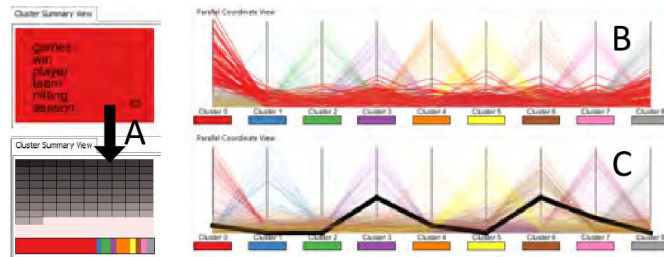 Cluster Summary View
games
win
player
team
hitting
season
A
Cluster Summary View
Parallel Coordinate View
B
Cluster 0 Cluster 1 Cluster 2 Cluster 3 Cluster 4 Cluster 5 Cluster 6 Cluster 7 Cluster 8
Parallel Coordinate View
C
Cluster 0 Cluster 1 Cluster 2 Cluster 3 Cluster 4 Cluster 5 Cluster 6 Cluster 7 Cluster 8